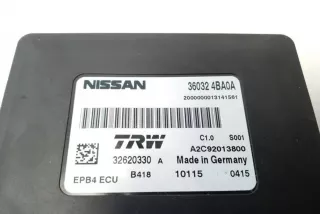 NISSAN 36032 4BA0A
2000000013141581
TRW C1.0 S001
A2C92013800
32620330 A Made in Germany
EPB4 ECU B418 10115 0415